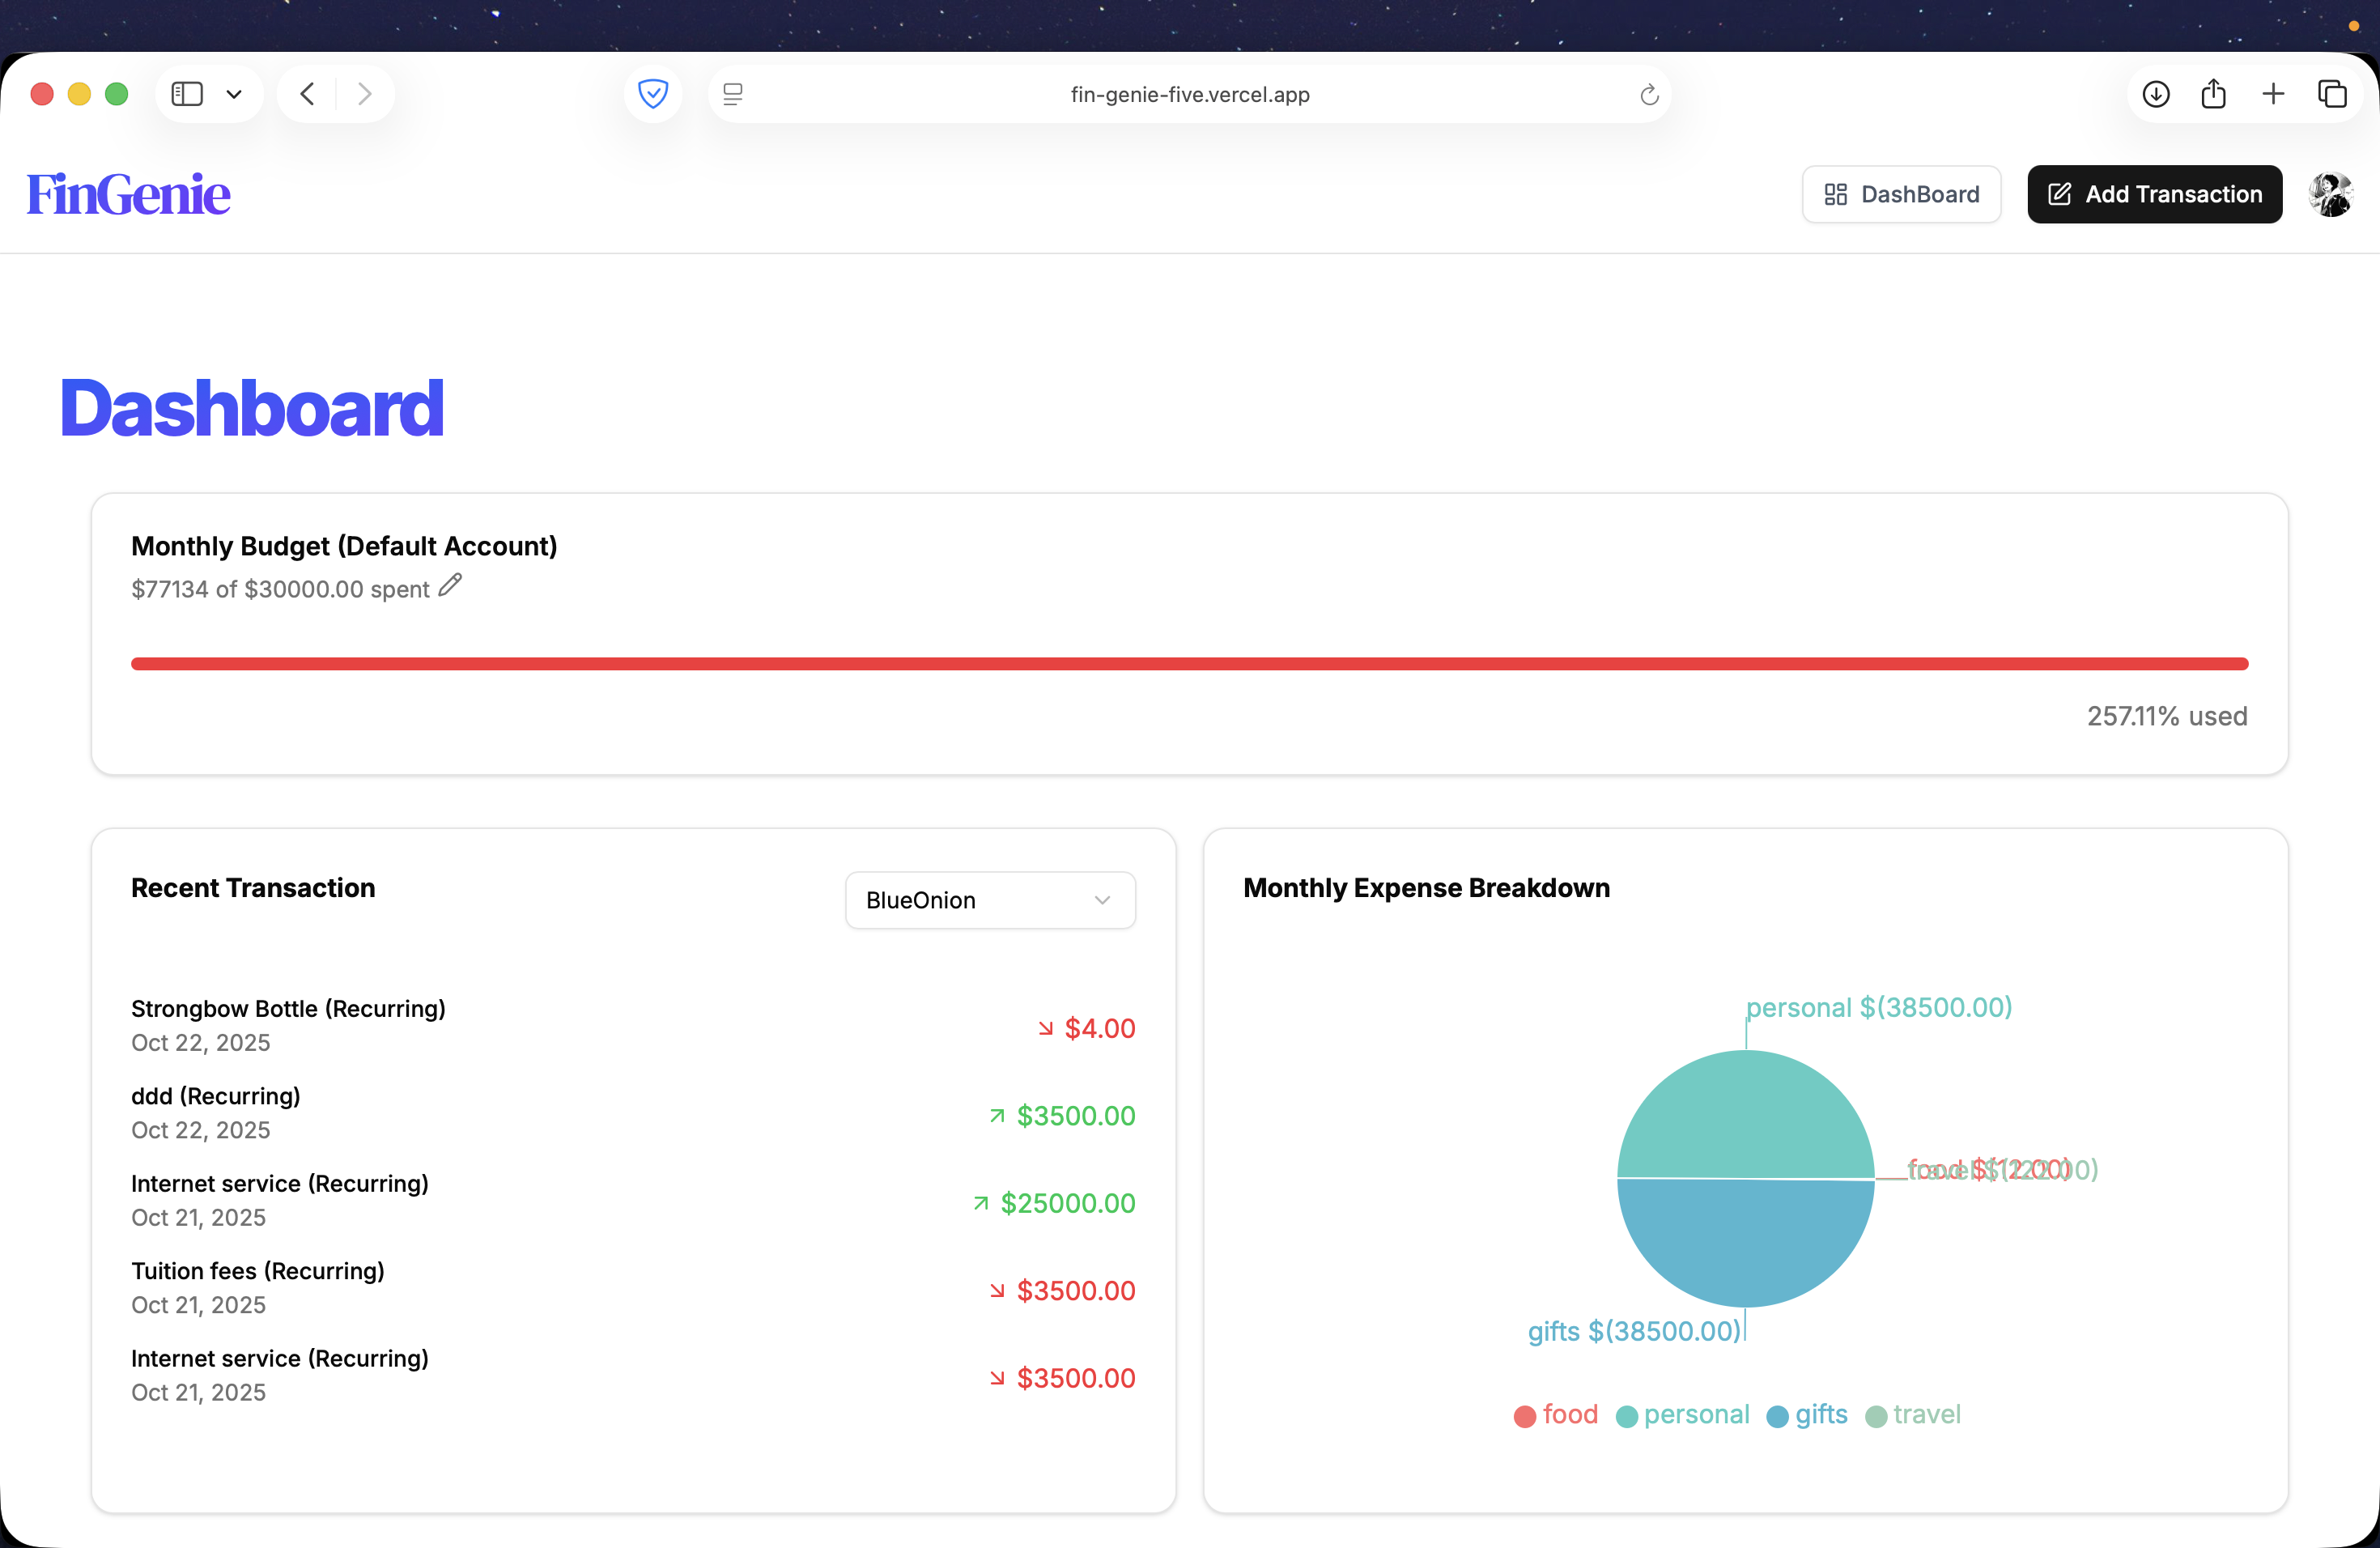 fin-genie-five.vercel.app
FinGenie
DashBoard
Add Transaction
Dashboard
Monthly Budget (Default Account)
$77134 of $30000.00 spent
257.11% used
Recent Transaction
BlueOnion
Strongbow Bottle (Recurring)
Oct 22, 2025
$4.00
ddd (Recurring)
Oct 22, 2025
$3500.00
Internet service (Recurring)
Oct 21, 2025
$25000.00
Tuition fees (Recurring)
Oct 21, 2025
$3500.00
Internet service (Recurring)
Oct 21, 2025
$3500.00
Monthly Expense Breakdown
personal $(38500.00)
food $(12.00)
travel $(122.00)
gifts $(38500.00)
food
personal
gifts
travel